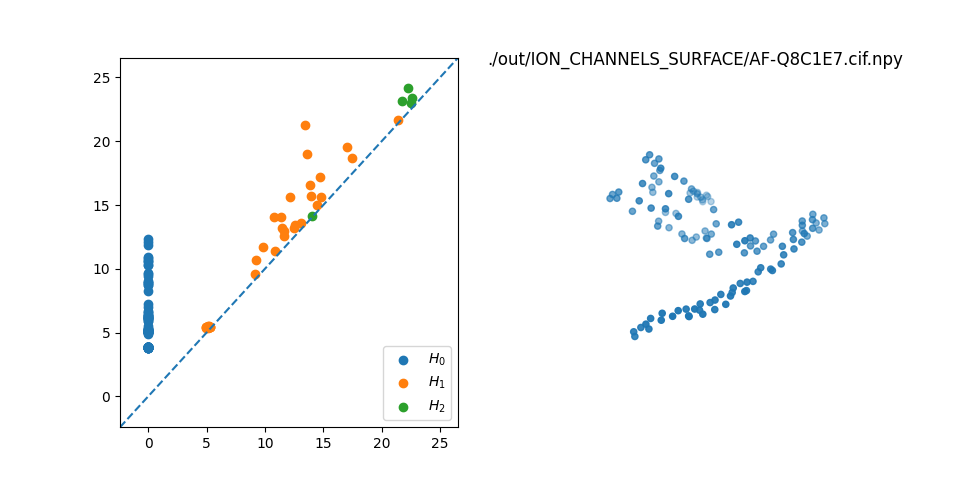 ./out/ION_CHANNELS_SURFACE/AF-Q8C1E7.cif.npy
25
20
15
10
5
0
H₀
H₁
H₂
0 5 10 15 20 25